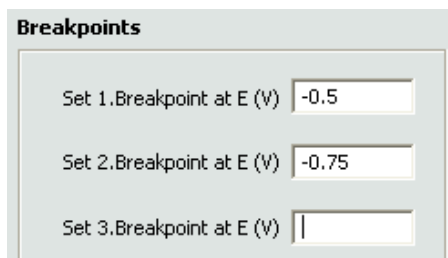 Breakpoints
Set 1.Breakpoint at E (V) -0.5
Set 2.Breakpoint at E (V) -0.75
Set 3.Breakpoint at E (V)